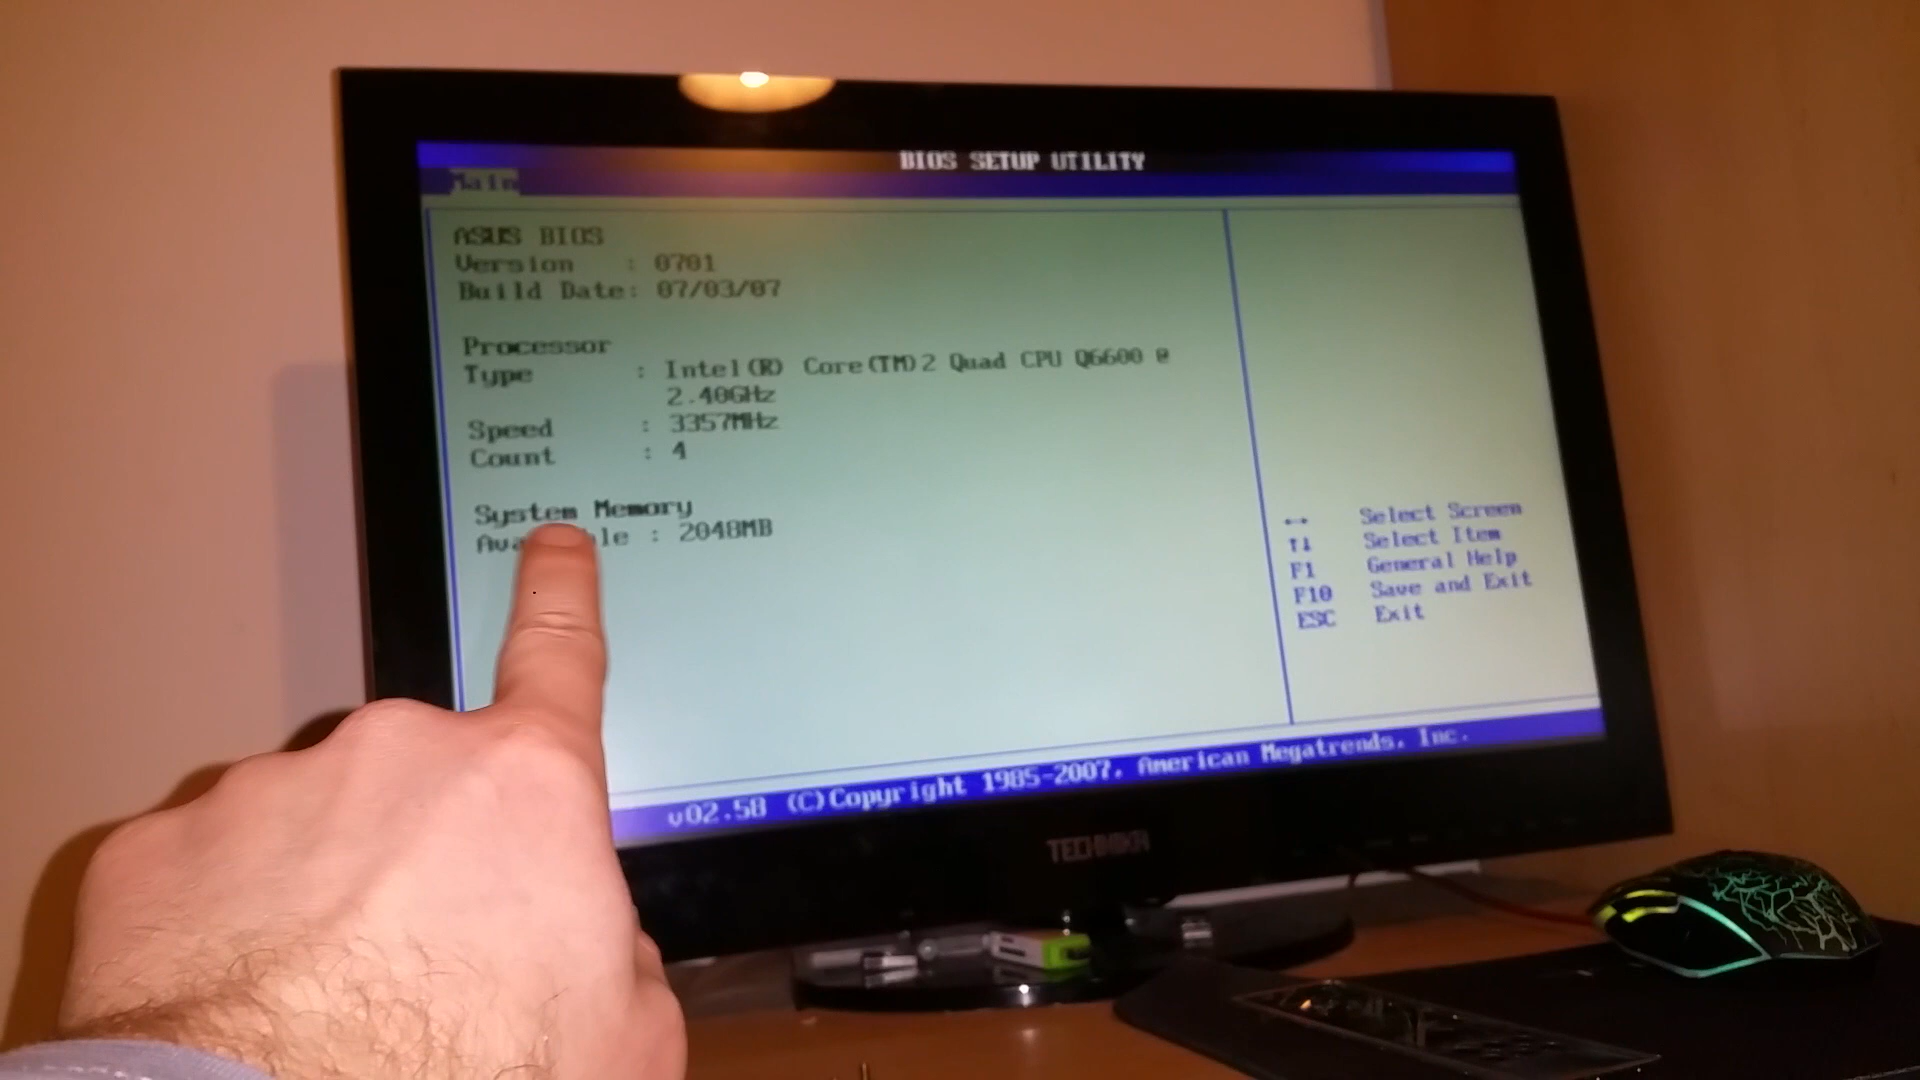 BIOS SETUP UTILITY
Main
ASUS BIOS
Version : 0701
Build Date: 07/03/07
Processor
Type : Intel(R) Core(TM)2 Quad CPU Q6600 @
2.40GHz
Speed : 3357MHz
Count : 4
System Memory
: 2048MB
↔ Select Screen
↑↓ Select Item
F1 General Help
F10 Save and Exit
ESC Exit
v02.58 (C)Copyright 1985-2007, American Megatrends, Inc.
TECHNIKA